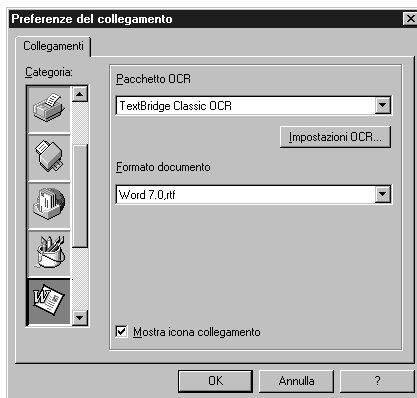 Preferenze del collegamento
Collegamenti
Categoria:
Pacchetto OCR
TextBridge Classic OCR
Impostazioni OCR...
Formato documento
Word 7.0,rtf
Mostra icona collegamento
OK
Annulla
?